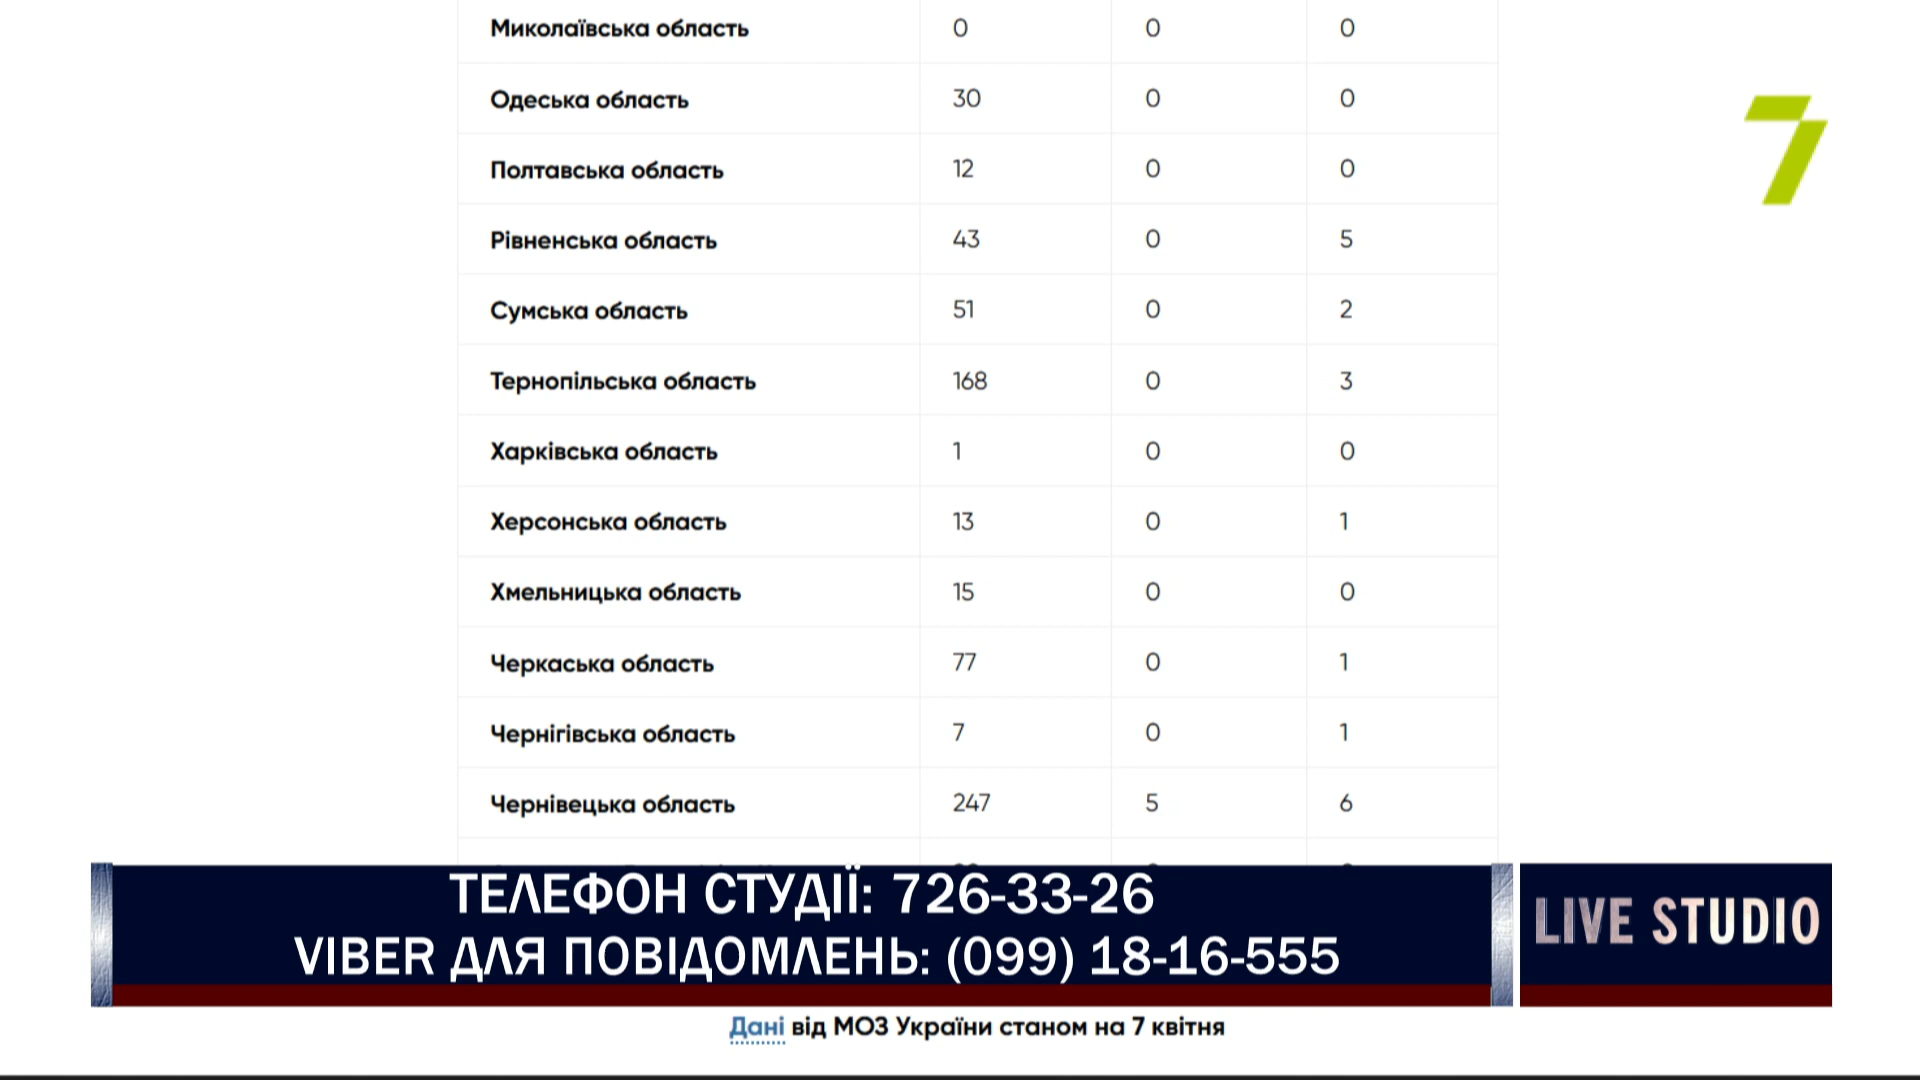 Миколаївська область 0 0 0
Одеська область 30 0 0
Полтавська область 12 0 0
Рівненська область 43 0 5
Сумська область 51 0 2
Тернопільська область 168 0 3
Харківська область 1 0 0
Херсонська область 13 0 1
Хмельницька область 15 0 0
Черкаська область 77 0 1
Чернігівська область 7 0 1
Чернівецька область 247 5 6
7
ТЕЛЕФОН СТУДІЇ: 726-33-26
VIBER ДЛЯ ПОВІДОМЛЕНЬ: (099) 18-16-555
LIVE STUDIO
Дані від МОЗ України станом на 7 квітня